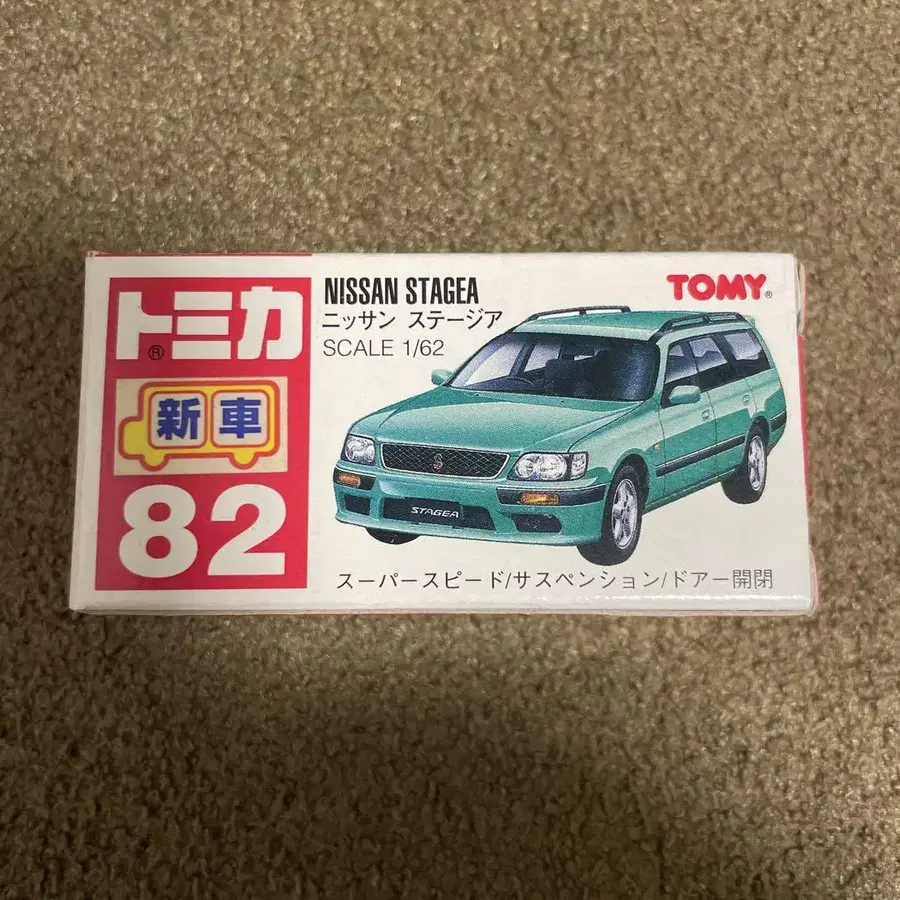 トミカ®
新車
82
NISSAN STAGEA
ニッサン ステージア
SCALE 1/62
TOMY®
STAGEA
スーパースピード/サスペンション/ドアー開閉